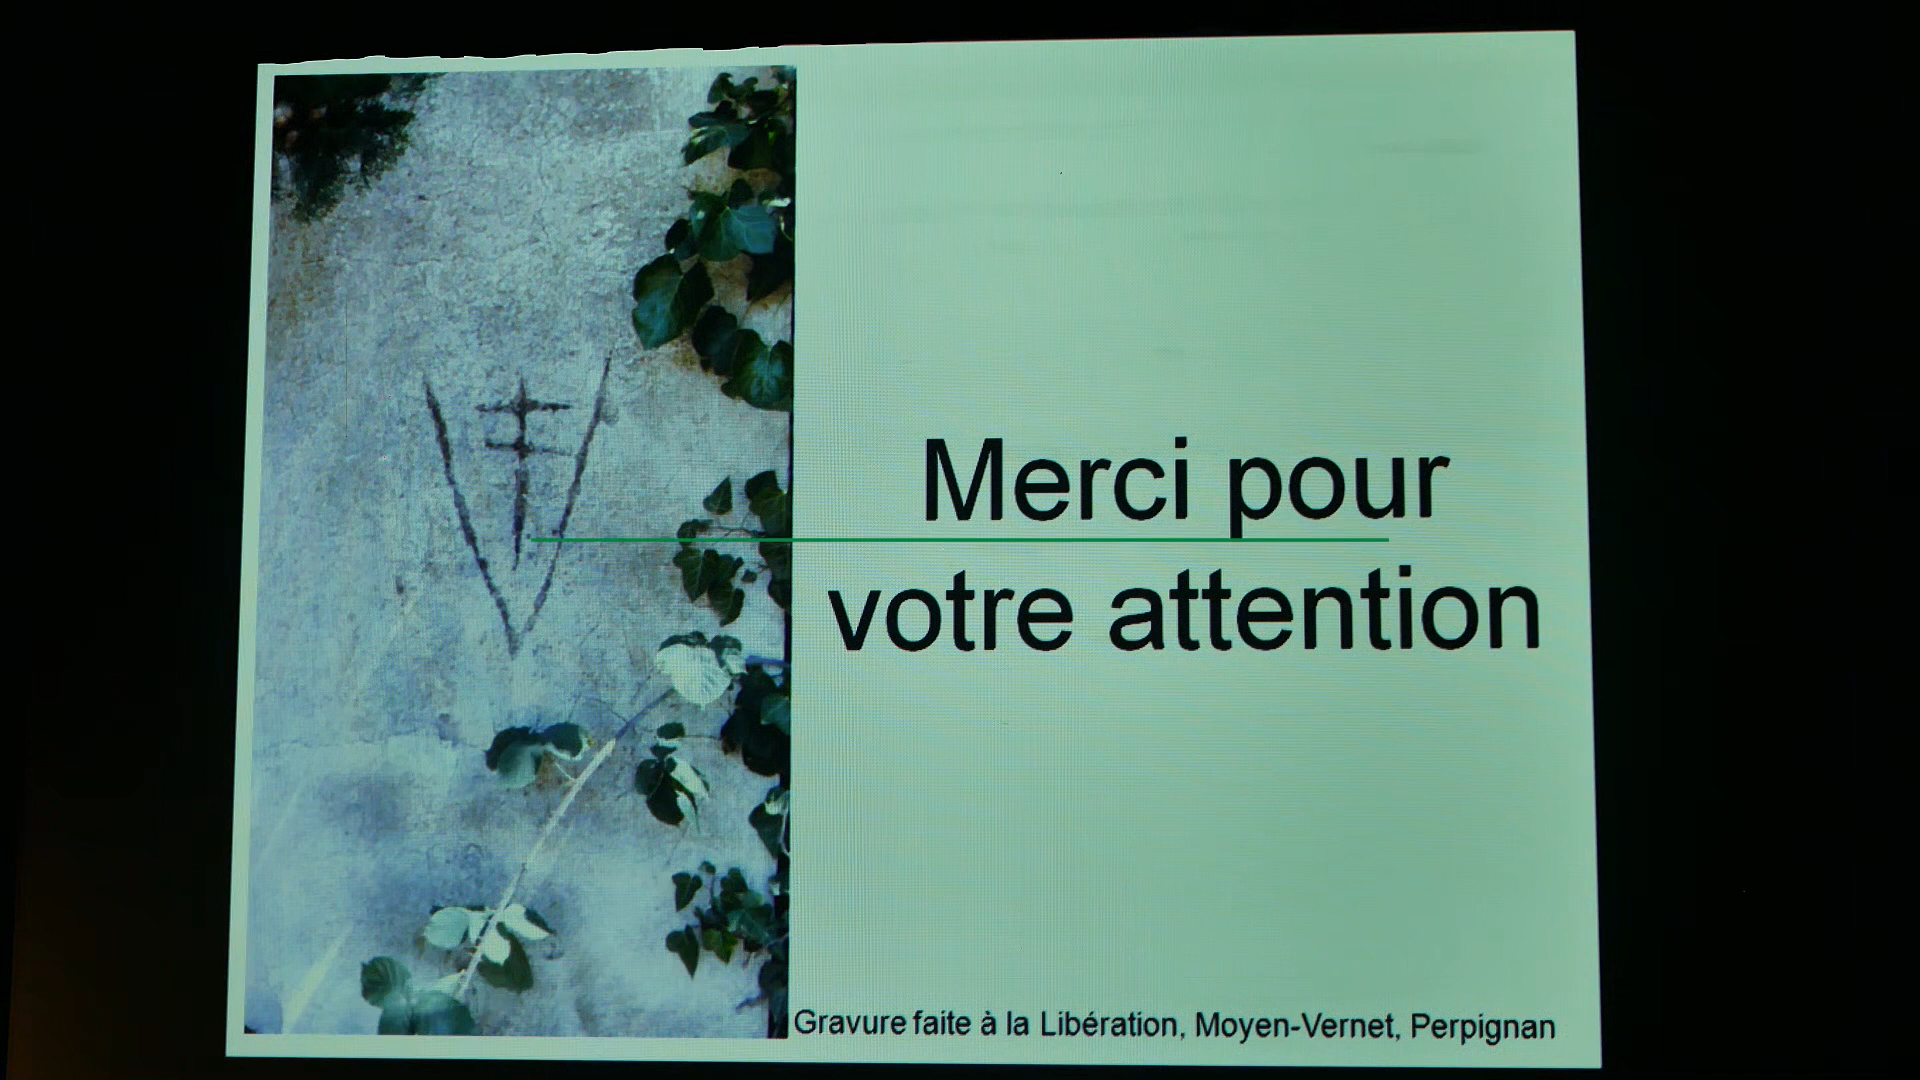 Merci pour
votre attention
Gravure faite à la Libération, Moyen-Vernet, Perpignan